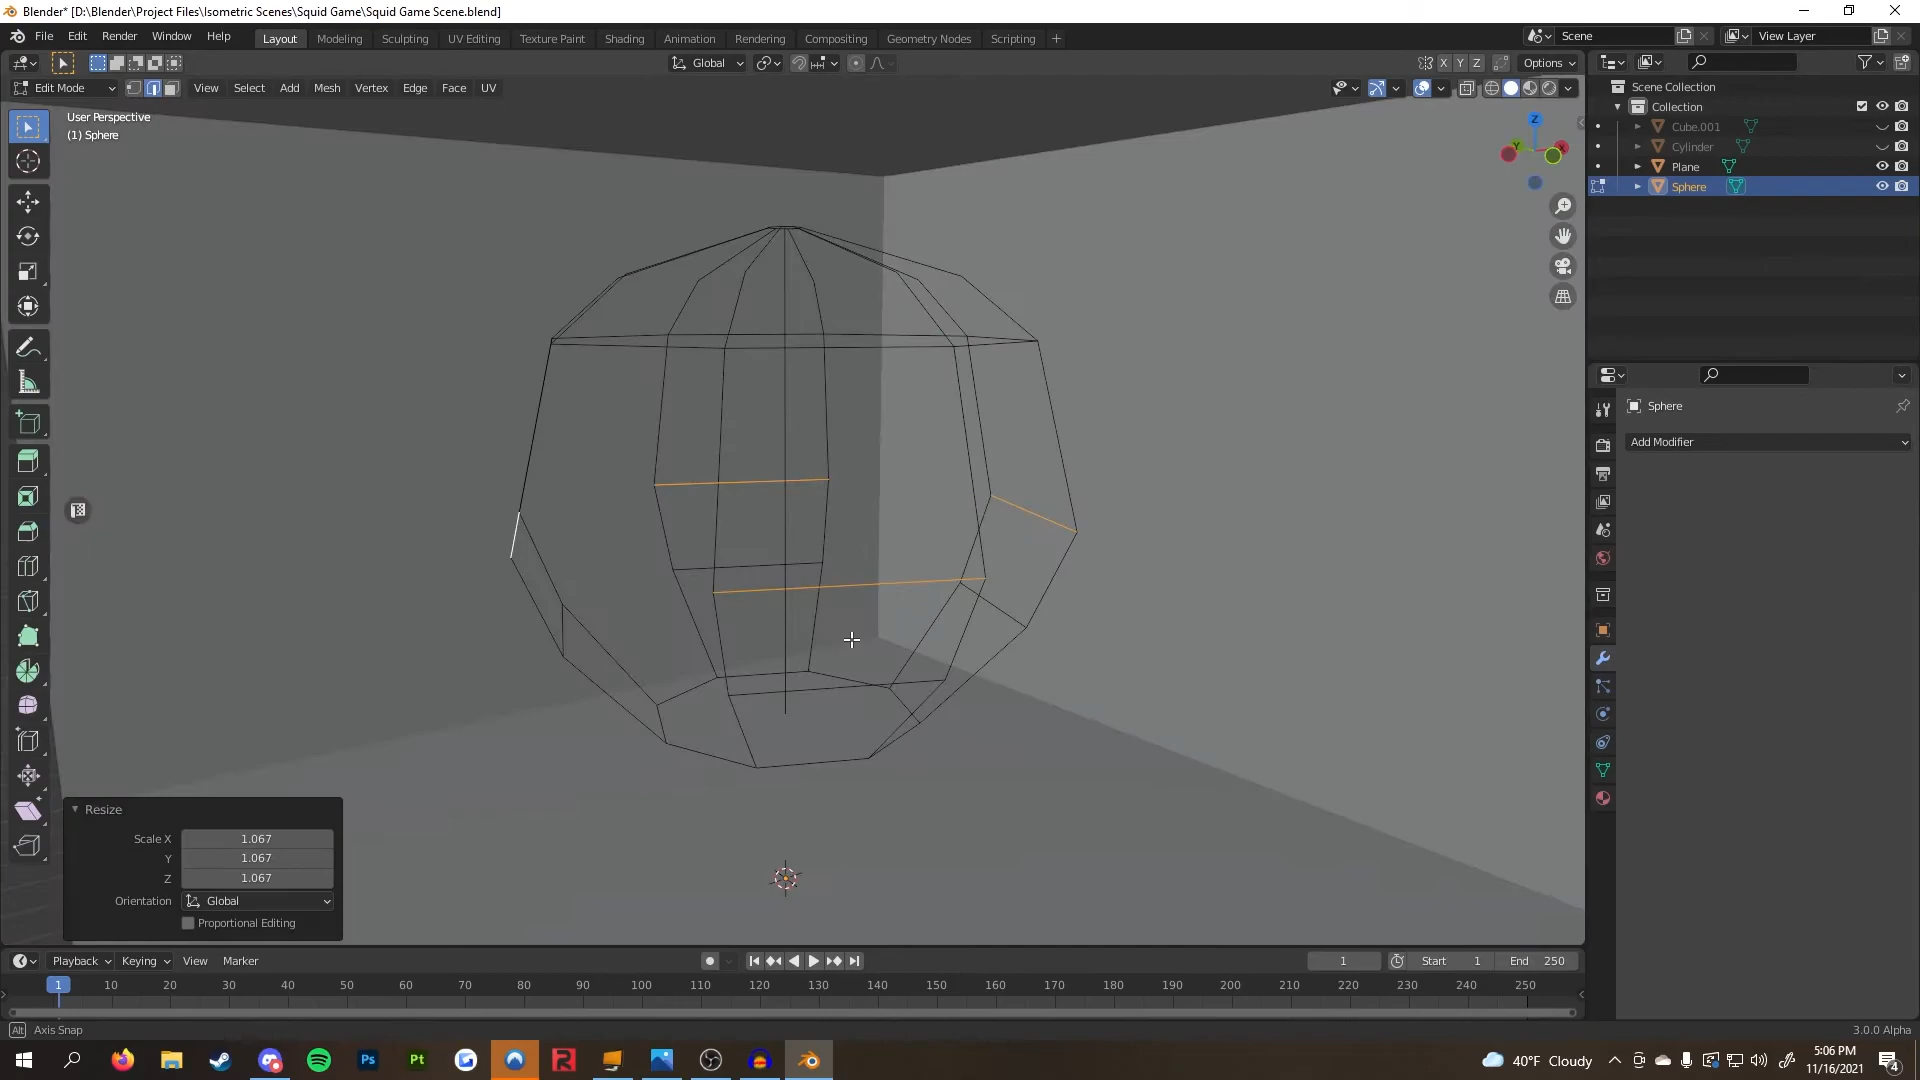 Blender* [D:\Blender\Project Files\Isometric Scenes\Squid Game\Squid Game Scene.blend]
File Edit Render Window Help Layout Modeling Sculpting UV Editing Texture Paint Shading Animation Rendering Compositing Geometry Nodes Scripting + Scene View Layer
Global X Y Z Options
Edit Mode View Select Add Mesh Vertex Edge Face UV
Scene Collection
Collection
Cube.001
Cylinder
Plane
Sphere
User Perspective
(1) Sphere
Z
Y X
Sphere
Add Modifier
Resize
Scale X 1.067
Y 1.067
Z 1.067
Orientation Global
Proportional Editing
Playback Keying View Marker 1 Start 1 End 250
1 10 20 30 40 50 60 70 80 90 100 110 120 130 140 150 160 170 180 190 200 210 220 230 240 250
Alt Axis Snap 3.0.0 Alpha
Ps Pt R 40°F Cloudy 5:06 PM
11/16/2021 4